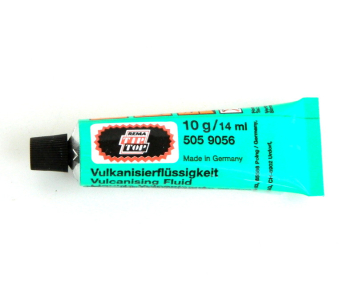 REMA
TIP
TOP
10 g/14 ml
505 9056
Made in Germany
Vulkanisierflüssigkeit
Vulcanising Fluid